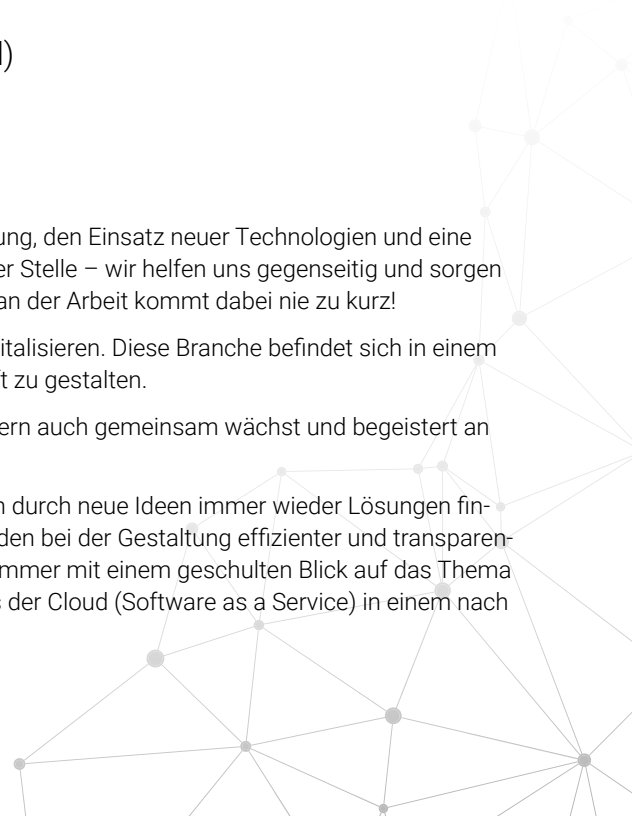 )
ung, den Einsatz neuer Technologien und eine
er Stelle – wir helfen uns gegenseitig und sorgen
an der Arbeit kommt dabei nie zu kurz!
italisieren. Diese Branche befindet sich in einem
t zu gestalten.
ern auch gemeinsam wächst und begeistert an
n durch neue Ideen immer wieder Lösungen fin-
den bei der Gestaltung effizienter und transparen-
mmer mit einem geschulten Blick auf das Thema
s der Cloud (Software as a Service) in einem nach